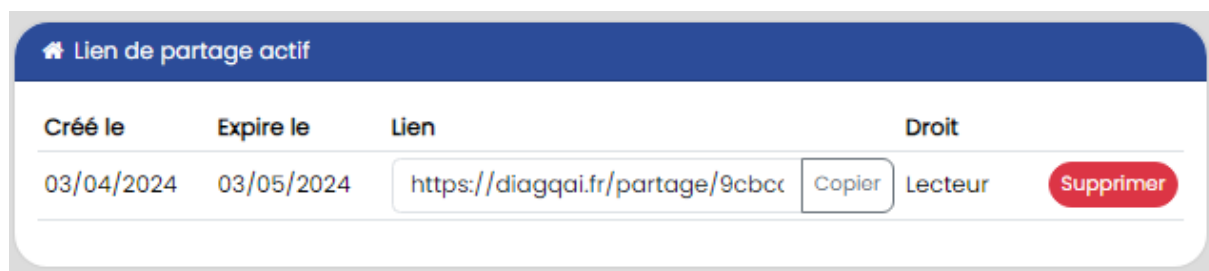 Lien de partage actif
Créé le Expire le Lien Droit
03/04/2024 03/05/2024 https://diagqai.fr/partage/9cbc Copier Lecteur Supprimer